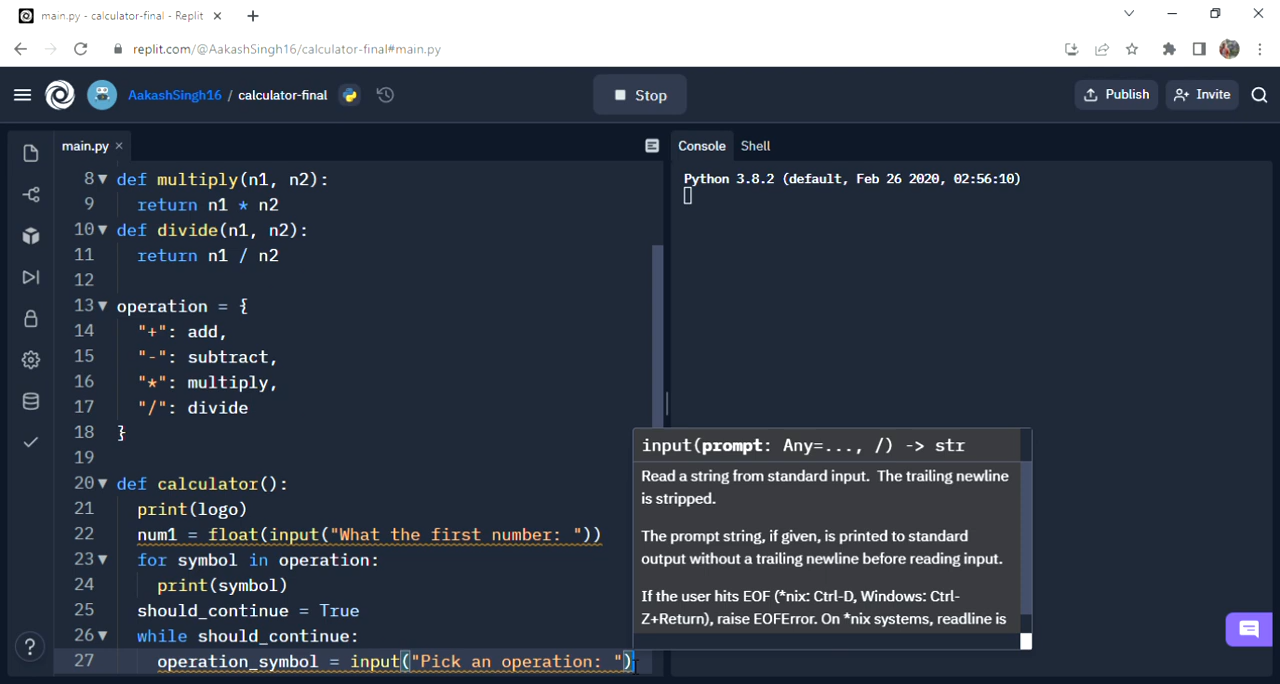 main.py - calculator-final - Replit
replit.com/@AakashSingh16/calculator-final#main.py
AakashSingh16 / calculator-final
Stop
Publish
Invite
main.py
8 def multiply(n1, n2):
9 return n1 * n2
10 def divide(n1, n2):
11 return n1 / n2
12
13 operation = {
14 "+": add,
15 "-": subtract,
16 "*": multiply,
17 "/": divide
18 }
19
20 def calculator():
21 print(logo)
22 num1 = float(input("What the first number: "))
23 for symbol in operation:
24 print(symbol)
25 should_continue = True
26 while should_continue:
27 operation_symbol = input("Pick an operation: ")
Console Shell
Python 3.8.2 (default, Feb 26 2020, 02:56:10)
input(prompt: Any=..., /) -> str
Read a string from standard input. The trailing newline
is stripped.
The prompt string, if given, is printed to standard
output without a trailing newline before reading input.
If the user hits EOF (*nix: Ctrl-D, Windows: Ctrl-
Z+Return), raise EOFError. On *nix systems, readline is
?